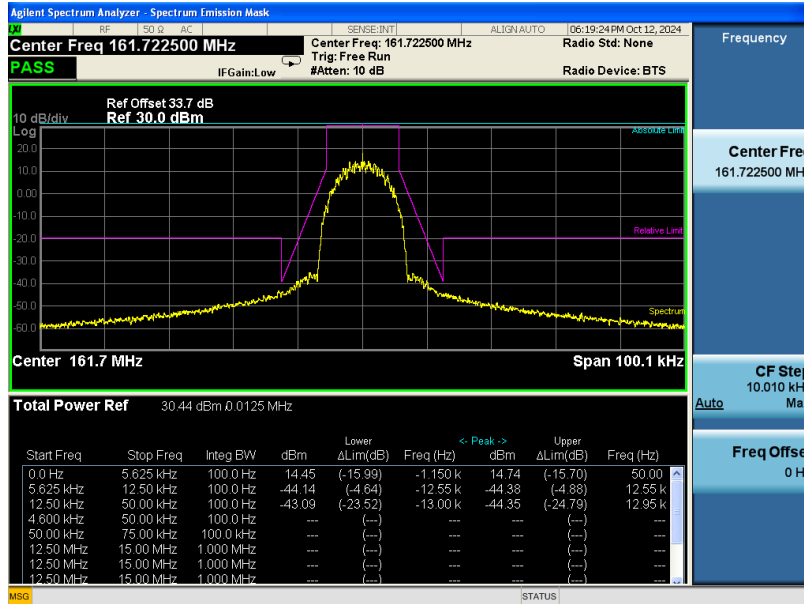 Agilent Spectrum Analyzer - Spectrum Emission Mask
LXI RF 50 Ω AC SENSE:INT ALIGN AUTO 06:19:24 PM Oct 12, 2024
Center Freq 161.722500 MHz Center Freq: 161.722500 MHz Radio Std: None
Trig: Free Run
PASS IFGain:Low #Atten: 10 dB Radio Device: BTS
Frequency
Ref Offset 33.7 dB
10 dB/div Ref 30.0 dBm
Log
Absolute Limit
20.0
10.0
0.00
-10.0
Relative Limit
-20.0
-30.0
-40.0
-50.0
Spectrum
-60.0
Center 161.7 MHz Span 100.1 kHz
Center Fre
161.722500 MH
CF Step
10.010 kH
Auto Ma
Freq Offse
0 H
Total Power Ref 30.44 dBm / 0.0125 MHz
Lower <- Peak -> Upper
Start Freq Stop Freq Integ BW dBm ΔLim(dB) Freq (Hz) dBm ΔLim(dB) Freq (Hz)
0.0 Hz 5.625 kHz 100.0 Hz 14.45 (-15.99) -1.150 k 14.74 (-15.70) 50.00
5.625 kHz 12.50 kHz 100.0 Hz -44.14 (-4.64) -12.55 k -44.38 (-4.88) 12.55 k
12.50 kHz 50.00 kHz 100.0 Hz -43.09 (-23.52) -13.00 k -44.35 (-24.79) 12.95 k
4.600 kHz 50.00 kHz 100.0 Hz --- (---) --- --- (---) ---
50.00 kHz 75.00 kHz 100.0 kHz --- (---) --- --- (---) ---
12.50 MHz 15.00 MHz 1.000 MHz --- (---) --- --- (---) ---
12.50 MHz 15.00 MHz 1.000 MHz --- (---) --- --- (---) ---
12.50 MHz 15.00 MHz 1.000 MHz --- (---) --- --- (---) ---
MSG STATUS